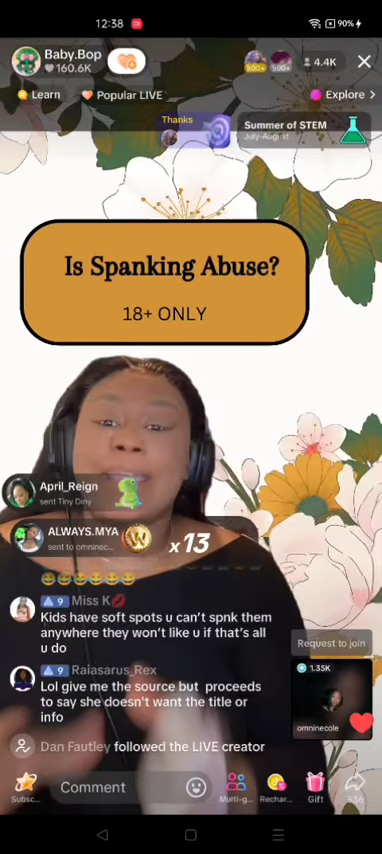 12:38
90%
Baby.Bop
160.6K
900+
500+
4.4K
Learn
Popular LIVE
Explore
Thanks
Summer of STEM
July-August
Is Spanking Abuse?
18+ ONLY
April_Reign
sent Tiny Diny
ALWAYS.MYA
sent to omninec...
x 13
9 Miss K
Kids have soft spots u can't spnk them
anywhere they won't like u if that's all
u do
Request to join
9 Raiasarus_Rex
Lol give me the source but proceeds
to say she doesn't want the title or
info
1.35K
omninecole
Dan Fautley followed the LIVE creator
Comment
Subsc...
Multi-g...
Rechar...
Gift
536